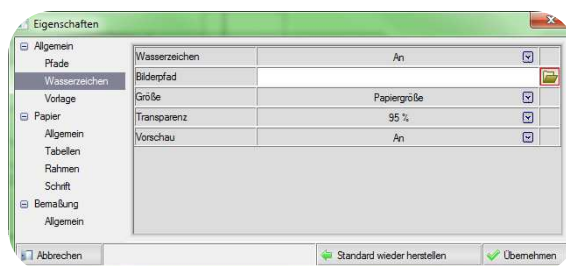 Eigenschaften
Allgemein
Pfade
Wasserzeichen
Vorlage
Papier
Allgemein
Tabellen
Rahmen
Schrift
Bemaßung
Allgemein
Wasserzeichen An
Bilderpfad
Größe Papiergröße
Transparenz 95 %
Vorschau An
Abbrechen Standard wieder herstellen Übernehmen